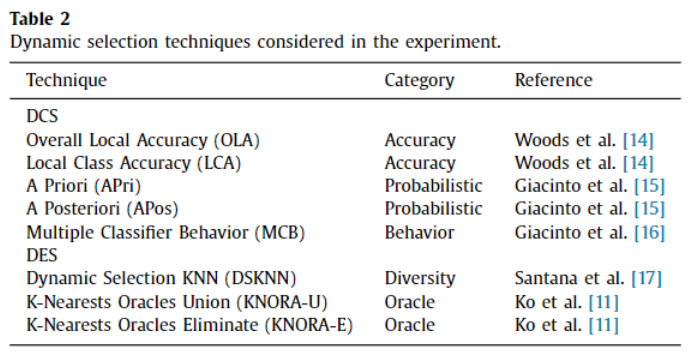 Table 2
Dynamic selection techniques considered in the experiment.
Technique Category Reference
DCS
Overall Local Accuracy (OLA) Accuracy Woods et al. [14]
Local Class Accuracy (LCA) Accuracy Woods et al. [14]
A Priori (APri) Probabilistic Giacinto et al. [15]
A Posteriori (APos) Probabilistic Giacinto et al. [15]
Multiple Classifier Behavior (MCB) Behavior Giacinto et al. [16]
DES
Dynamic Selection KNN (DSKNN) Diversity Santana et al. [17]
K-Nearests Oracles Union (KNORA-U) Oracle Ko et al. [11]
K-Nearests Oracles Eliminate (KNORA-E) Oracle Ko et al. [11]